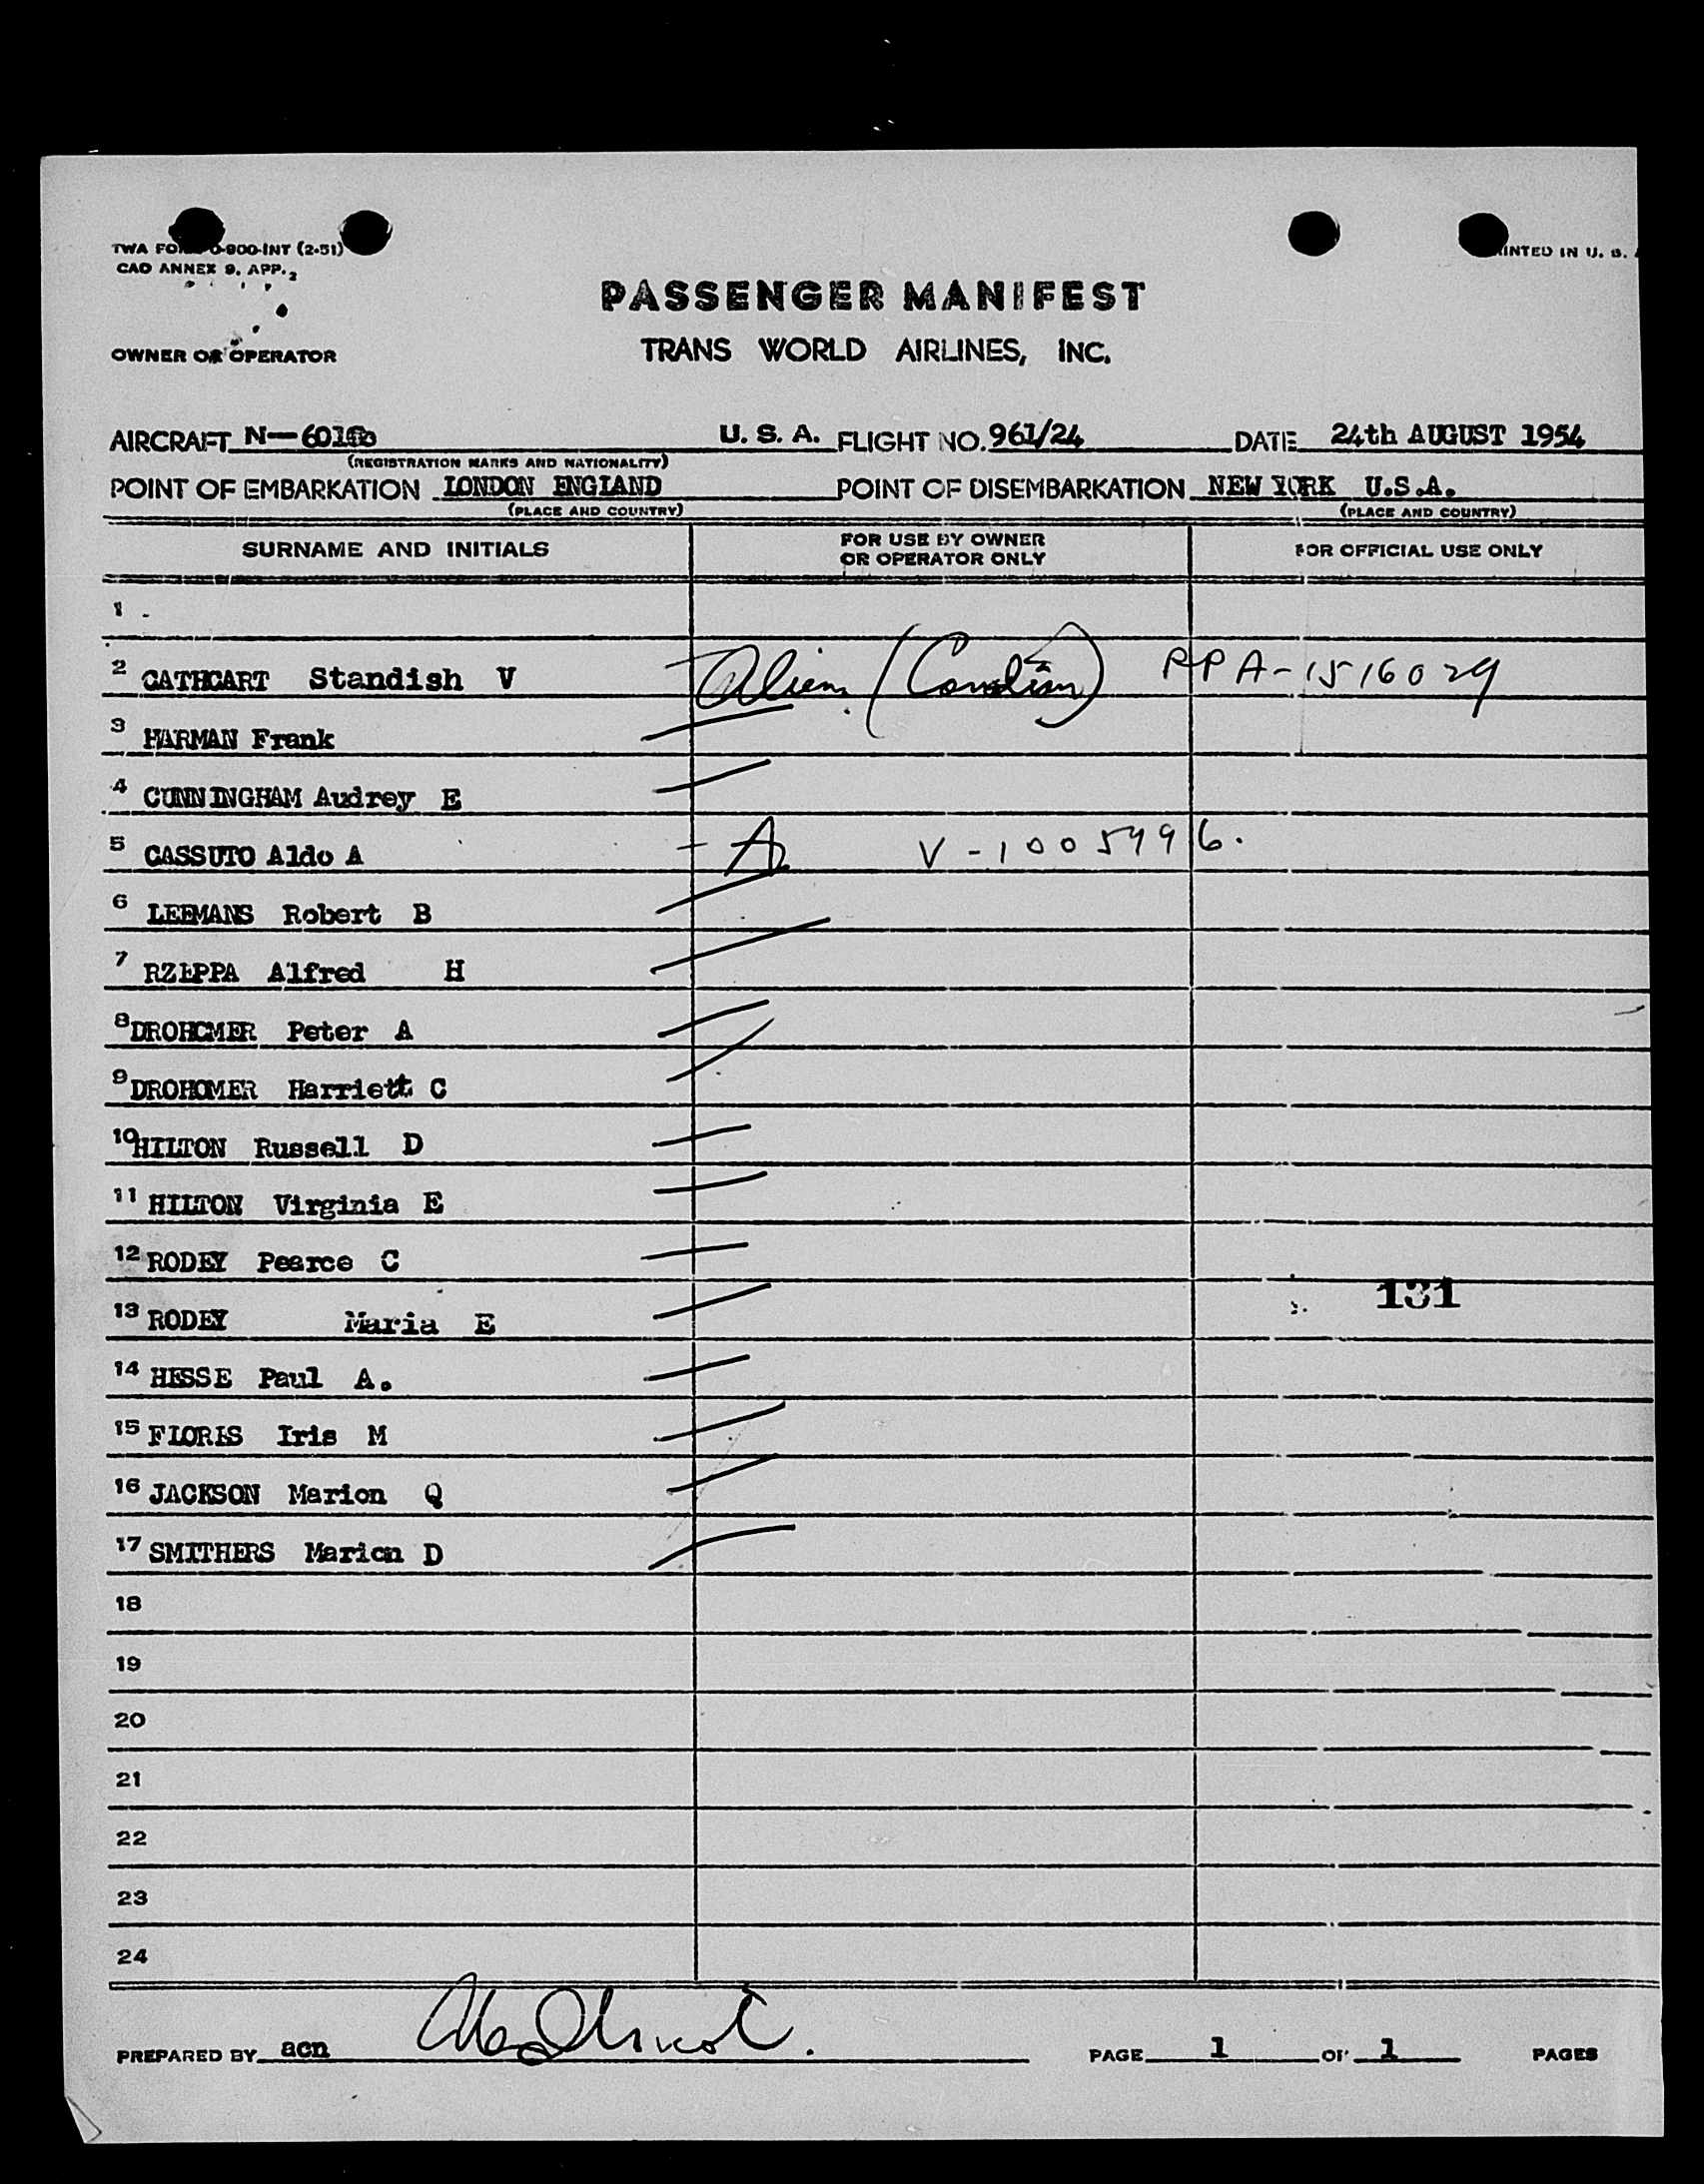 TWA FO 0-900-INT (2-51)
CAO ANNEX 9, APP. 2
INTED IN U. S.
PASSENGER MANIFEST
OWNER OR OPERATOR
TRANS WORLD AIRLINES, INC.
AIRCRAFT U. S. A. FLIGHT NO. 961/24 DATE 24th AUGUST 1954
(REGISTRATION MARKS AND NATIONALITY)
POINT OF EMBARKATION LONDON ENGLAND POINT OF DISEMBARKATION NEW YORK U.S.A.
(PLACE AND COUNTRY) (PLACE AND COUNTRY)
SURNAME AND INITIALS FOR USE BY OWNER OR OPERATOR ONLY FOR OFFICIAL USE ONLY
1
2 CATHCART Standish V Alien (Canadian) PPA-1516029
3 HARMAN Frank
4 CUNNINGHAM Audrey E
5 CASSUTO Aldo A A V-1005996.
6 LEEMANS Robert B
7 RZEPPA Alfred H
8 DROHOMER Peter A
9 DROHOMER Harriett C
10 HILTON Russell D
11 HILTON Virginia E
12 RODEY Pearce C
131
13 RODEY Maria E
14 HESSE Paul A.
15 FLORIS Iris M
16 JACKSON Marion Q
17 SMITHERS Marion D
18
19
20
21
22
23
24
PREPARED BY acn PAGE 1 OF 1 PAGES